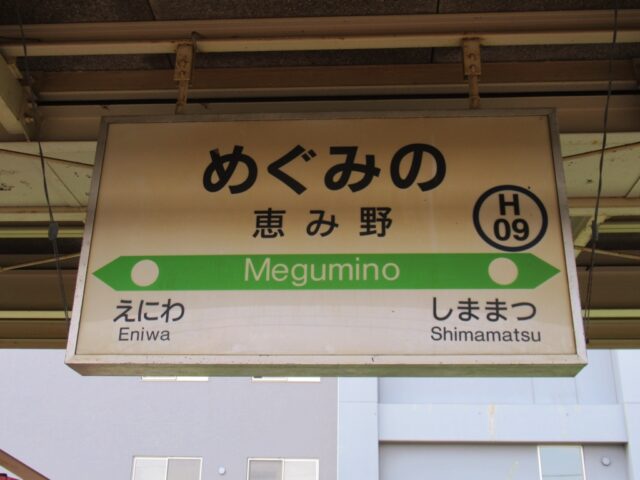 めぐみの
恵み野
H
09
Megumino
えにわ
Eniwa
しままつ
Shimamatsu